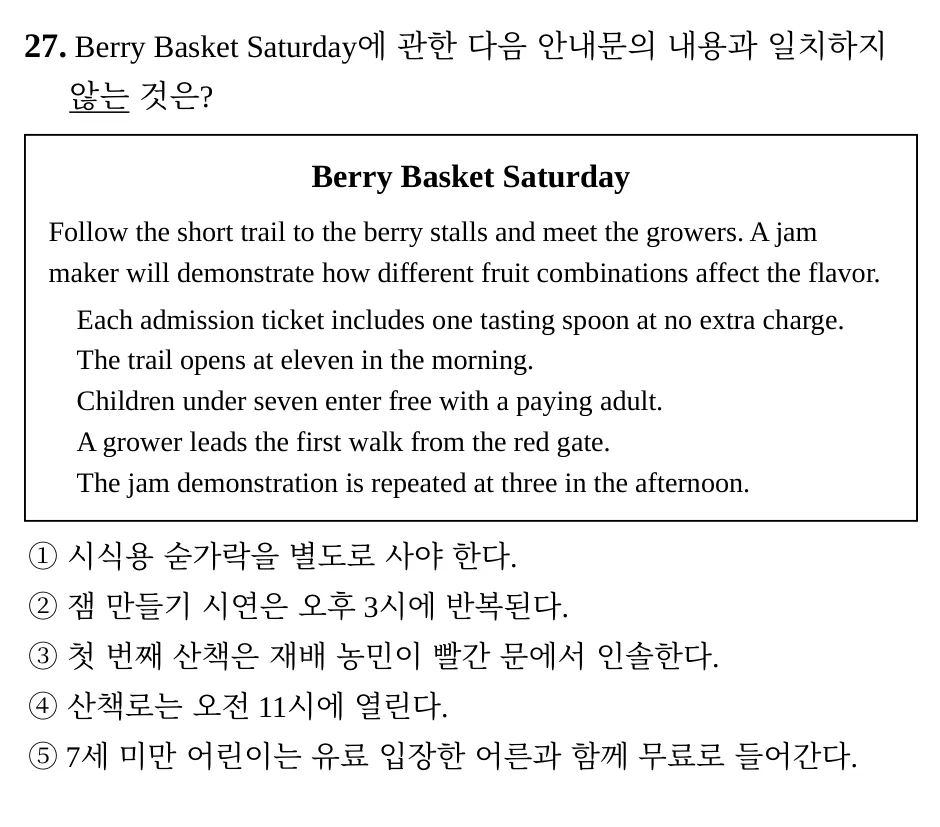 27. Berry Basket Saturday에 관한 다음 안내문의 내용과 일치하지
않는 것은?
Berry Basket Saturday
Follow the short trail to the berry stalls and meet the growers. A jam
maker will demonstrate how different fruit combinations affect the flavor.
Each admission ticket includes one tasting spoon at no extra charge.
The trail opens at eleven in the morning.
Children under seven enter free with a paying adult.
A grower leads the first walk from the red gate.
The jam demonstration is repeated at three in the afternoon.
① 시식용 숟가락을 별도로 사야 한다.
② 잼 만들기 시연은 오후 3시에 반복된다.
③ 첫 번째 산책은 재배 농민이 빨간 문에서 인솔한다.
④ 산책로는 오전 11시에 열린다.
⑤ 7세 미만 어린이는 유료 입장한 어른과 함께 무료로 들어간다.